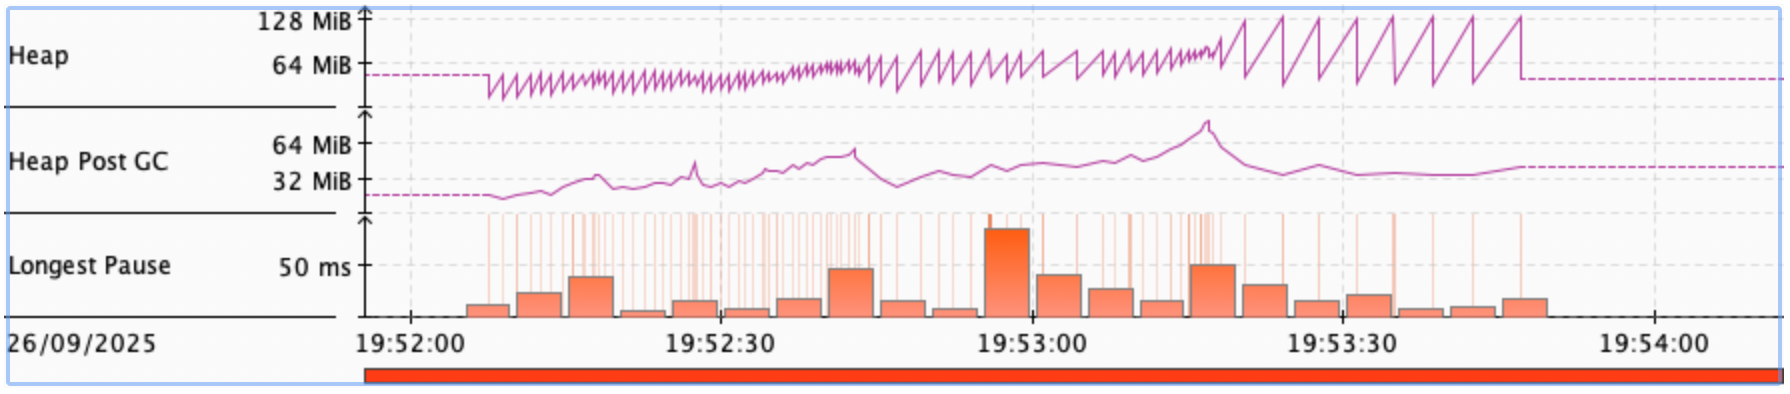 128 MiB
Heap
64 MiB
64 MiB
Heap Post GC
32 MiB
Longest Pause
50 ms
26/09/2025
19:52:00
19:52:30
19:53:00
19:53:30
19:54:00